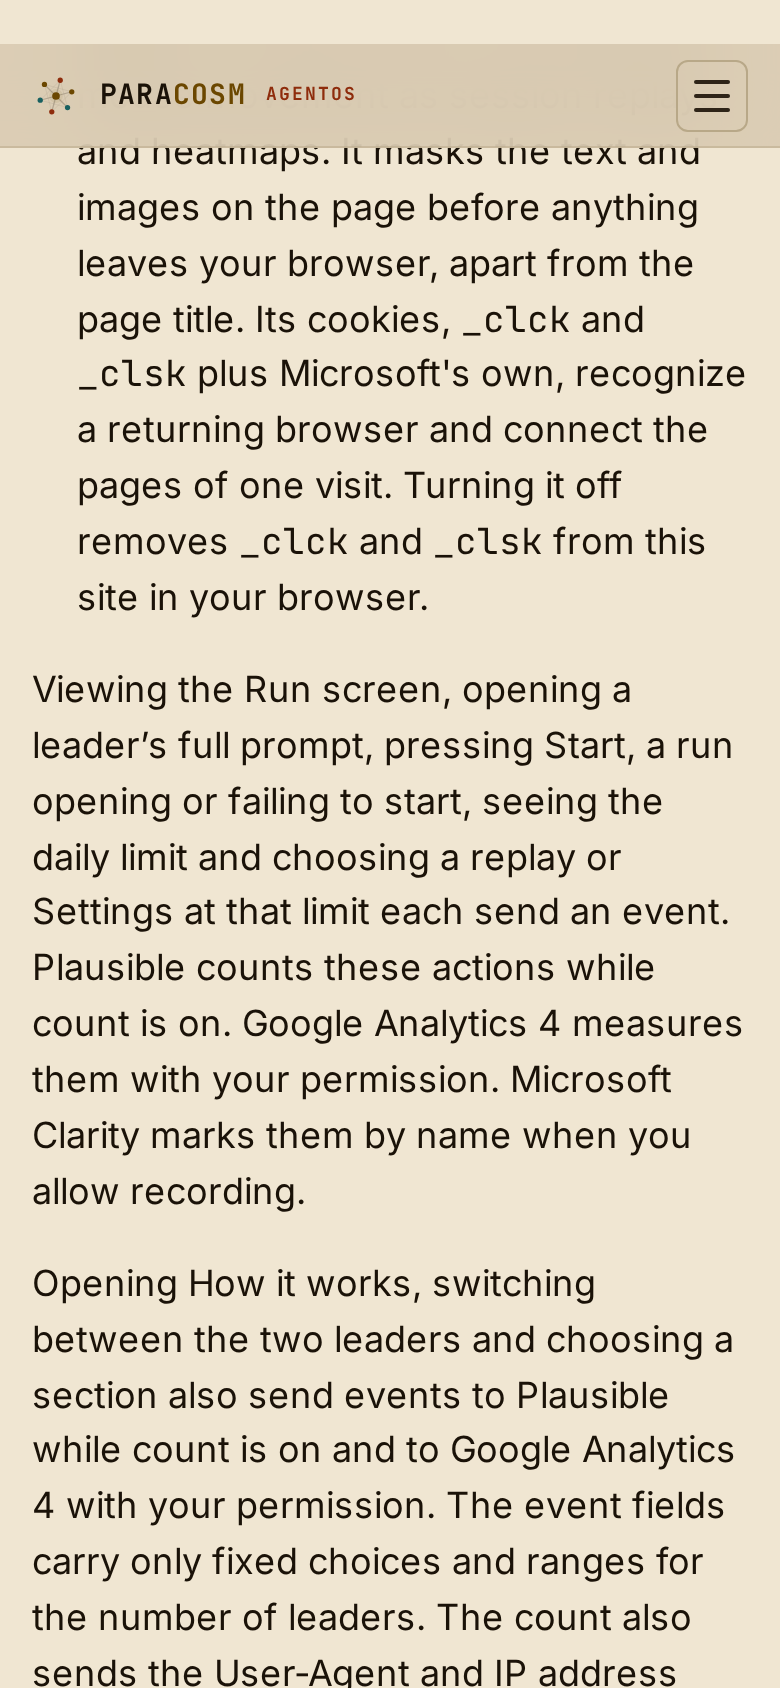 PARACOSM AGENTOS
and heatmaps. It masks the text and
images on the page before anything
leaves your browser, apart from the
page title. Its cookies, _clck and
_clsk plus Microsoft's own, recognize
a returning browser and connect the
pages of one visit. Turning it off
removes _clck and _clsk from this
site in your browser.
Viewing the Run screen, opening a
leader’s full prompt, pressing Start, a run
opening or failing to start, seeing the
daily limit and choosing a replay or
Settings at that limit each send an event.
Plausible counts these actions while
count is on. Google Analytics 4 measures
them with your permission. Microsoft
Clarity marks them by name when you
allow recording.
Opening How it works, switching
between the two leaders and choosing a
section also send events to Plausible
while count is on and to Google Analytics
4 with your permission. The event fields
carry only fixed choices and ranges for
the number of leaders. The count also
sends the User-Agent and IP address